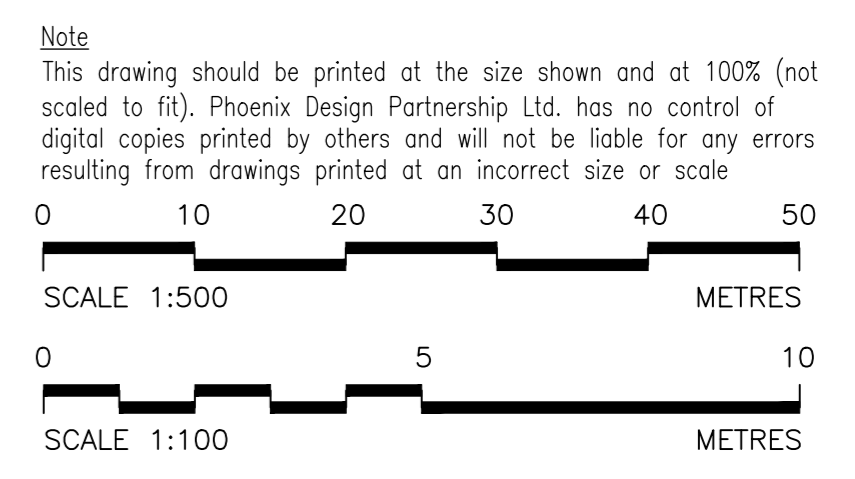 Note
This drawing should be printed at the size shown and at 100% (not
scaled to fit). Phoenix Design Partnership Ltd. has no control of
digital copies printed by others and will not be liable for any errors
resulting from drawings printed at an incorrect size or scale
0 10 20 30 40 50
SCALE 1:500 METRES
0 5 10
SCALE 1:100 METRES